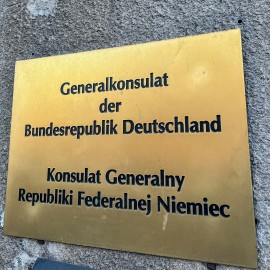 Generalkonsulat
der
Bundesrepublik Deutschland
Konsulat Generalny
Republiki Federalnej Niemiec